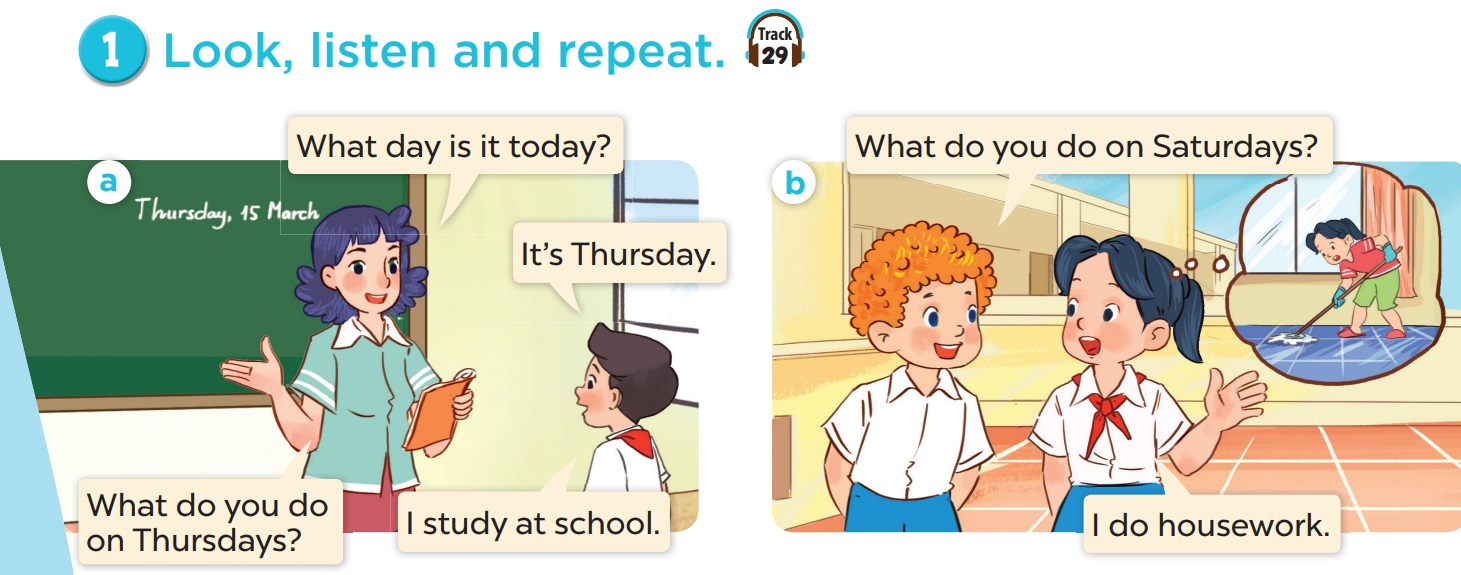 1 Look, listen and repeat. Track 29
a
What day is it today?
Thursday, 15 March
It's Thursday.
What do you do
on Thursdays?
I study at school.
b
What do you do on Saturdays?
I do housework.